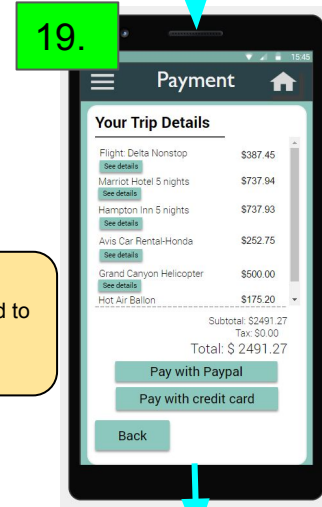 19.
15:45
Payment
Your Trip Details
Flight: Delta Nonstop $387.45
See details
Marriot Hotel 5 nights $737.94
See details
Hampton Inn 5 nights $737.93
See details
Avis Car Rental-Honda $252.75
See details
Grand Canyon Helicopter $500.00
See details
Hot Air Ballon $175.20
Subtotal: $2491.27
Tax: $0.00
Total: $ 2491.27
d to
Pay with Paypal
Pay with credit card
Back